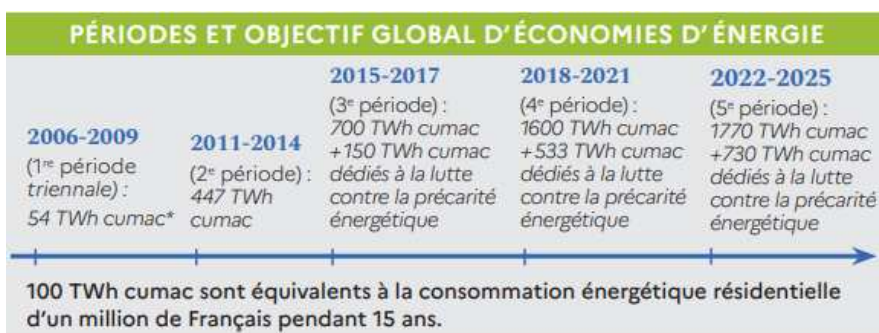 PÉRIODES ET OBJECTIF GLOBAL D'ÉCONOMIES D'ÉNERGIE
2006-2009
(1re période
triennale) :
54 TWh cumac*
2011-2014
(2e période) :
447 TWh
cumac
2015-2017
(3e période) :
700 TWh cumac
+150 TWh cumac
dédiés à la lutte
contre la précarité
énergétique
2018-2021
(4e période) :
1600 TWh cumac
+533 TWh cumac
dédiés à la lutte
contre la précarité
énergétique
2022-2025
(5e période) :
1770 TWh cumac
+730 TWh cumac
dédiés à la lutte
contre la précarité
énergétique
100 TWh cumac sont équivalents à la consommation énergétique résidentielle
d'un million de Français pendant 15 ans.